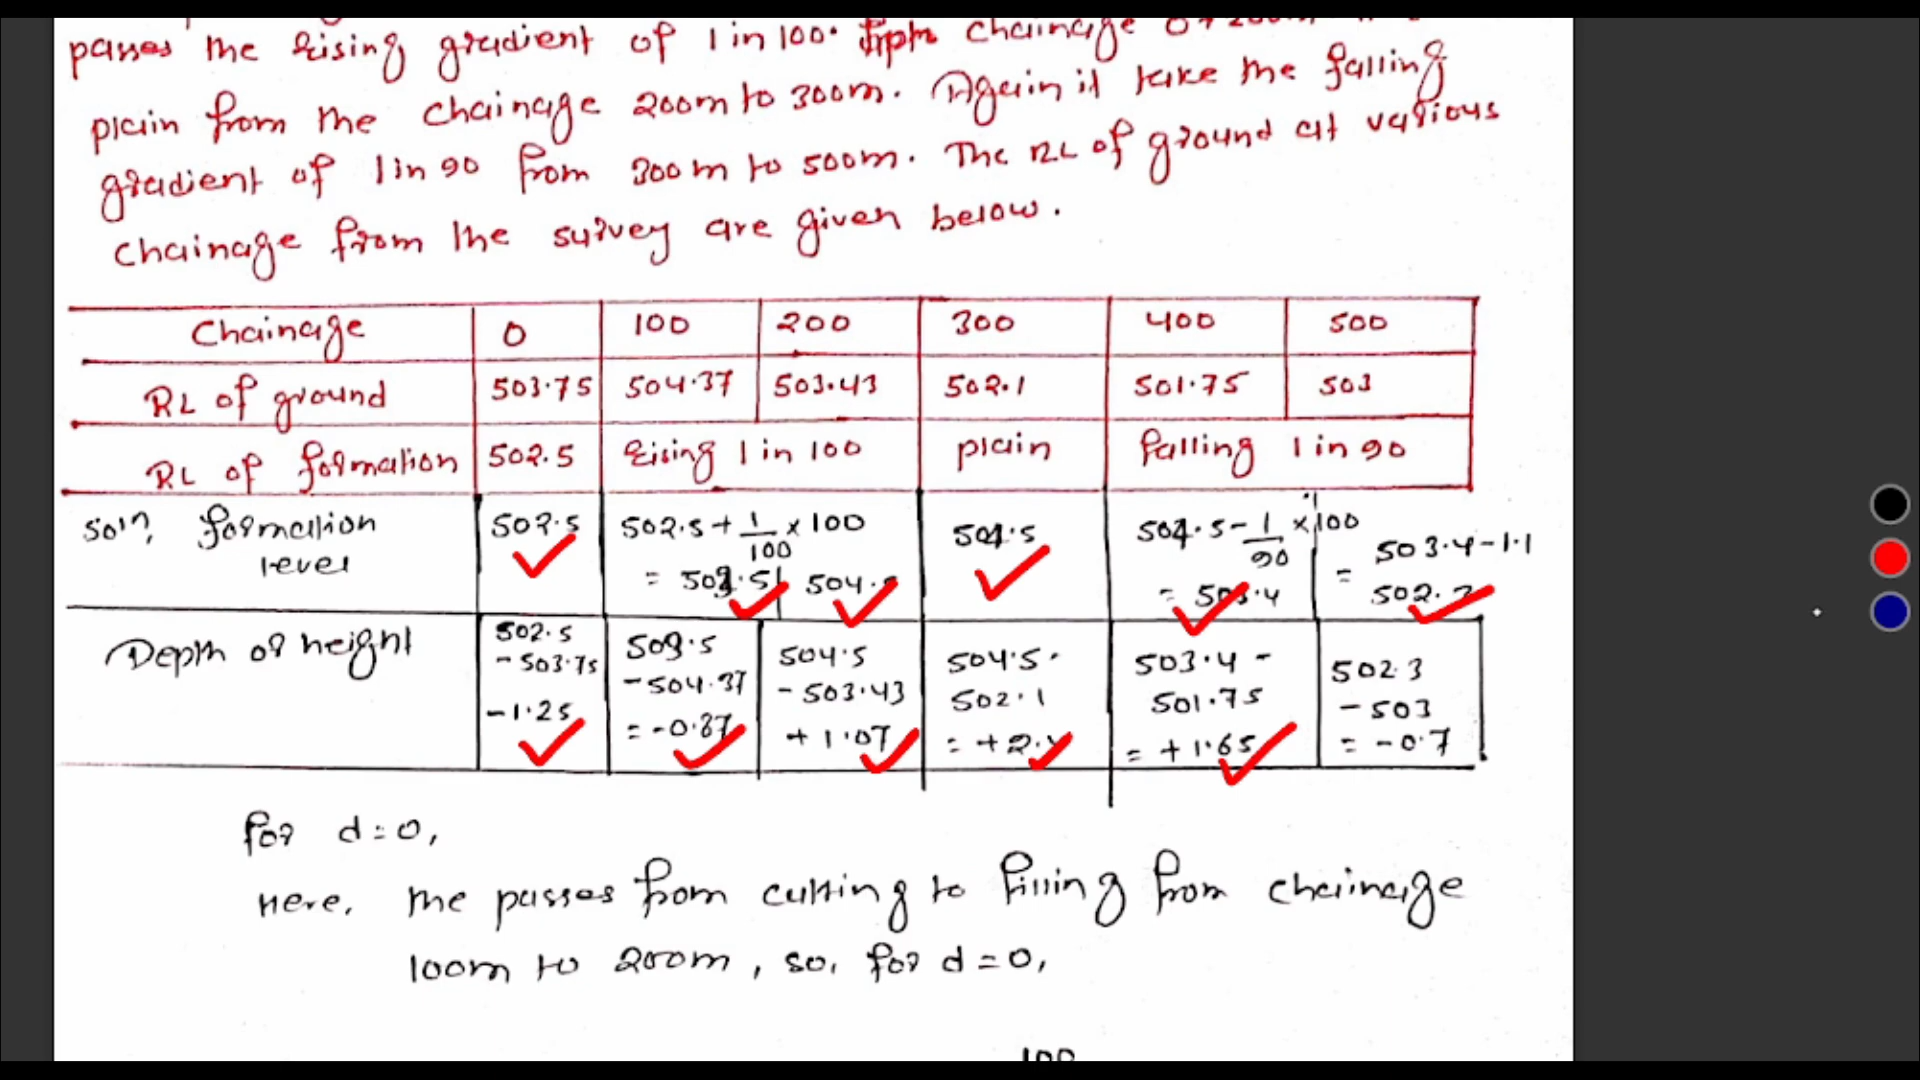 passes the rising gradient of 1 in 100. from chainage 0 to 200m.
plain from the chainage 200m to 300m. Again it take the falling
gradient of 1 in 90 from 300m to 500m. The RL of ground at various
chainage from the survey are given below.
Chainage 0 100 200 300 400 500
RL of ground 503.75 504.37 503.43 502.1 501.75 503
RL of formation 502.5 Rising 1 in 100 plain falling 1 in 90
soln, formation level 502.5 502.5 + 1/100 × 100 = 503.5 504.5 504.5 504.5 - 1/90 × 100 = 503.4 = 503.4 - 1.1
502.3
Depth or height 502.5 - 503.75 -1.25 503.5 - 504.37 = -0.87 504.5 - 503.43 + 1.07 504.5 - 502.1 = +2.4 503.4 - 501.75 = +1.65 502.3 - 503 = -0.7
for d = 0,
Here, the passes from cutting to filling from chainage
100m to 200m, so, for d = 0,